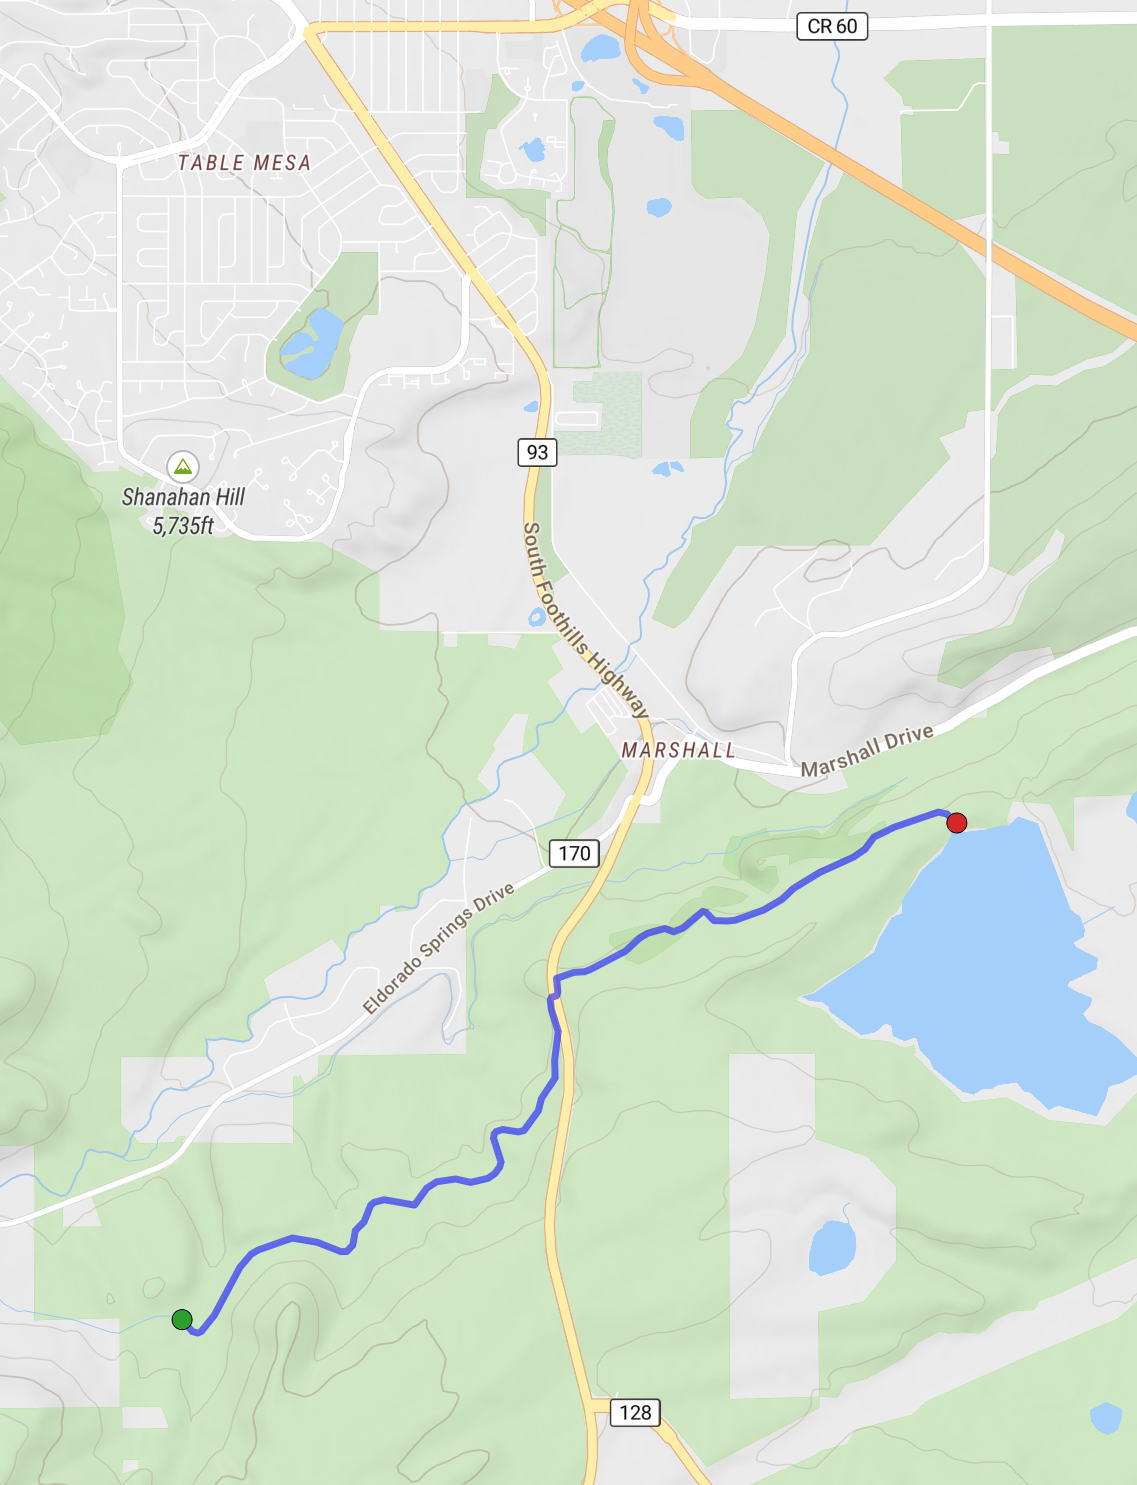 CR 60
TABLE MESA
93
Shanahan Hill
5,735ft
South Foothills Highway
MARSHALL
Marshall Drive
170
Eldorado Springs Drive
128